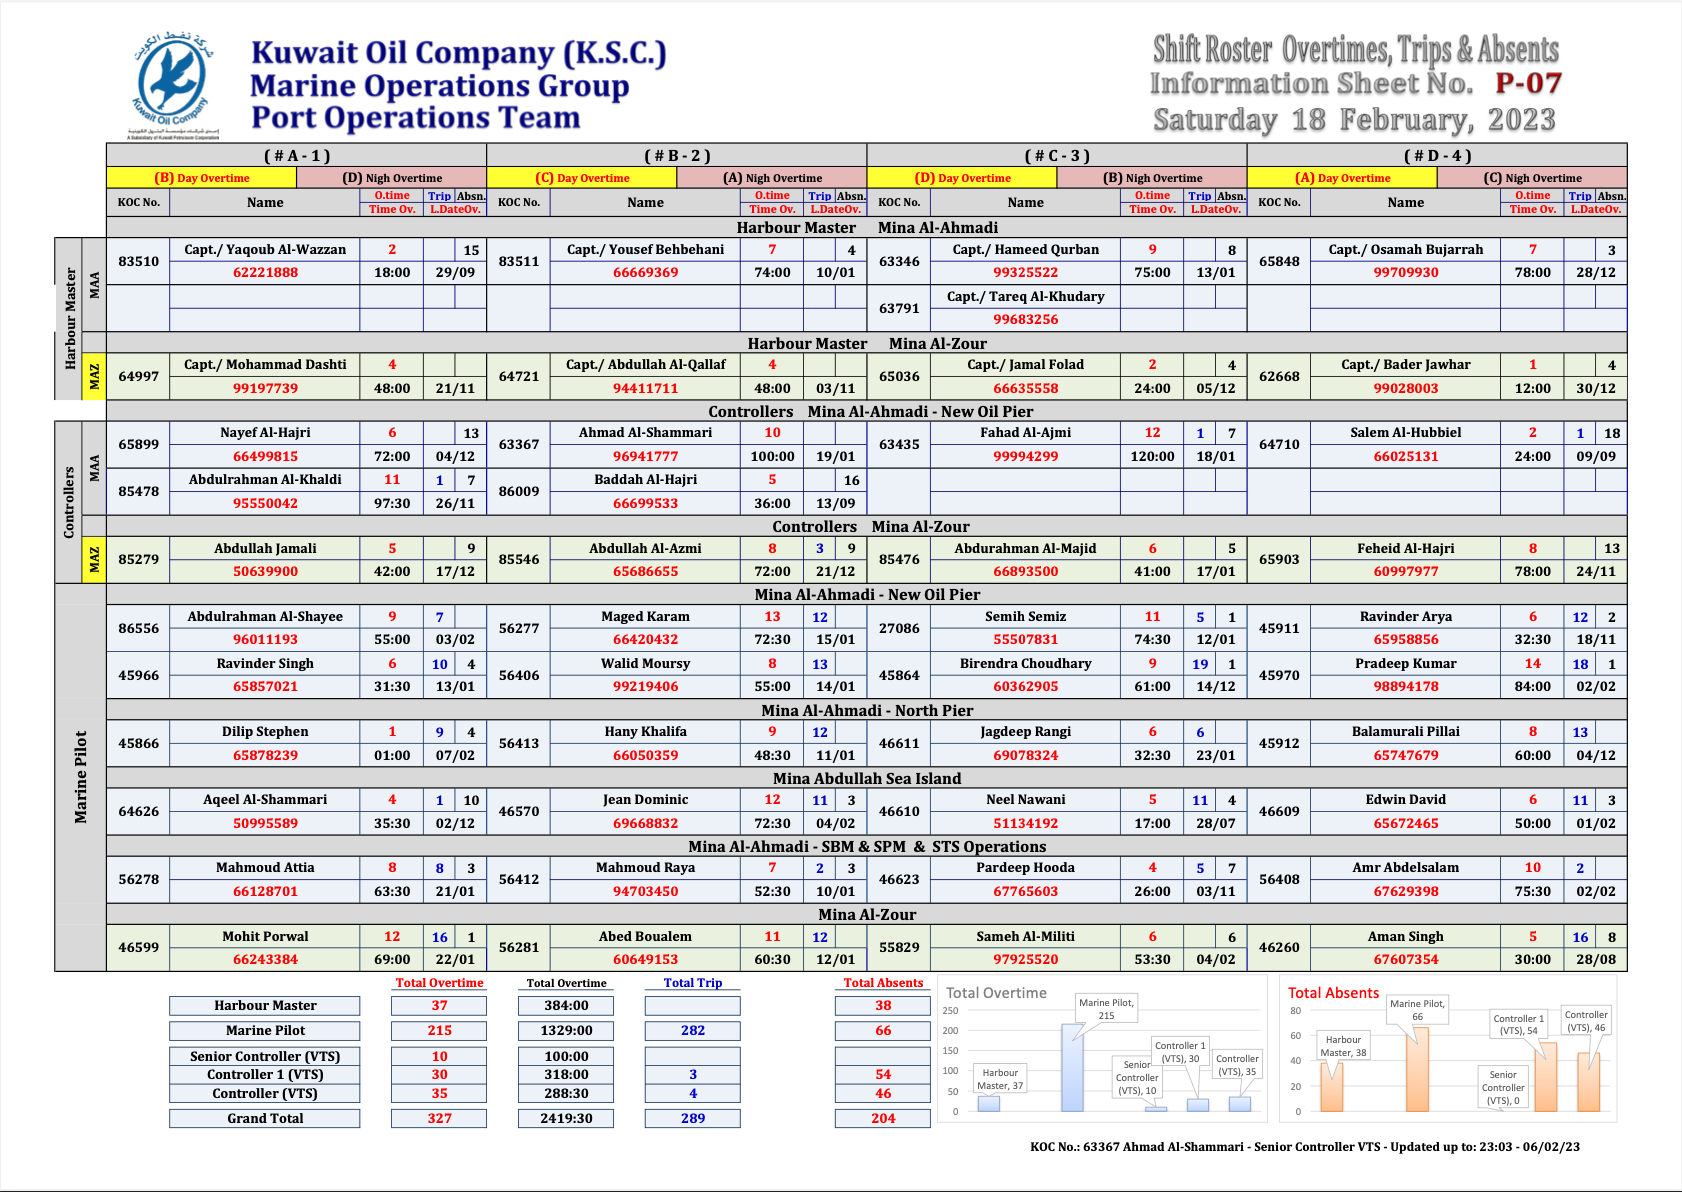 شركة نفط الكويت
Kuwait Oil Company
إحدى شركات مؤسسة البترول الكويتية
A Subsidiary of Kuwait Petroleum Corporation
Kuwait Oil Company (K.S.C.)
Marine Operations Group
Port Operations Team
Shift Roster Overtimes, Trips & Absents
Information Sheet No. P-07
Saturday 18 February, 2023
( # A - 1 ) ( # B - 2 ) ( # C - 3 ) ( # D - 4 )
(B) Day Overtime (D) Nigh Overtime (C) Day Overtime (A) Nigh Overtime (D) Day Overtime (B) Nigh Overtime (A) Day Overtime (C) Nigh Overtime
KOC No. Name O.time Trip Absn. KOC No. Name O.time Trip Absn. KOC No. Name O.time Trip Absn. KOC No. Name O.time Trip Absn.
Time Ov. L.DateOv. Time Ov. L.DateOv. Time Ov. L.DateOv. Time Ov. L.DateOv.
Harbour Master Mina Al-Ahmadi
Harbour Master
MAA
83510 Capt./ Yaqoub Al-Wazzan 2 15 83511 Capt./ Yousef Behbehani 7 4 63346 Capt./ Hameed Qurban 9 8 65848 Capt./ Osamah Bujarrah 7 3
62221888 18:00 29/09 66669369 74:00 10/01 99325522 75:00 13/01 99709930 78:00 28/12
63791 Capt./ Tareq Al-Khudary
99683256
Harbour Master Mina Al-Zour
MAZ
64997 Capt./ Mohammad Dashti 4 64721 Capt./ Abdullah Al-Qallaf 4 65036 Capt./ Jamal Folad 2 4 62668 Capt./ Bader Jawhar 1 4
99197739 48:00 21/11 94411711 48:00 03/11 66635558 24:00 05/12 99028003 12:00 30/12
Controllers Mina Al-Ahmadi - New Oil Pier
Controllers
MAA
65899 Nayef Al-Hajri 6 13 63367 Ahmad Al-Shammari 10 63435 Fahad Al-Ajmi 12 1 7 64710 Salem Al-Hubbiel 2 1 18
66499815 72:00 04/12 96941777 100:00 19/01 99994299 120:00 18/01 66025131 24:00 09/09
85478 Abdulrahman Al-Khaldi 11 1 7 86009 Baddah Al-Hajri 5 16
95550042 97:30 26/11 66699533 36:00 13/09
Controllers Mina Al-Zour
MAZ
85279 Abdullah Jamali 5 9 85546 Abdullah Al-Azmi 8 3 9 85476 Abdurahman Al-Majid 6 5 65903 Feheid Al-Hajri 8 13
50639900 42:00 17/12 65686655 72:00 21/12 66893500 41:00 17/01 60997977 78:00 24/11
Mina Al-Ahmadi - New Oil Pier
Marine Pilot
86556 Abdulrahman Al-Shayee 9 7 56277 Maged Karam 13 12 27086 Semih Semiz 11 5 1 45911 Ravinder Arya 6 12 2
96011193 55:00 03/02 66420432 72:30 15/01 55507831 74:30 12/01 65958856 32:30 18/11
45966 Ravinder Singh 6 10 4 56406 Walid Moursy 8 13 45864 Birendra Choudhary 9 19 1 45970 Pradeep Kumar 14 18 1
65857021 31:30 13/01 99219406 55:00 14/01 60362905 61:00 14/12 98894178 84:00 02/02
Mina Al-Ahmadi - North Pier
45866 Dilip Stephen 1 9 4 56413 Hany Khalifa 9 12 46611 Jagdeep Rangi 6 6 45912 Balamurali Pillai 8 13
65878239 01:00 07/02 66050359 48:30 11/01 69078324 32:30 23/01 65747679 60:00 04/12
Mina Abdullah Sea Island
64626 Aqeel Al-Shammari 4 1 10 46570 Jean Dominic 12 11 3 46610 Neel Nawani 5 11 4 46609 Edwin David 6 11 3
50995589 35:30 02/12 69668832 72:30 04/02 51134192 17:00 28/07 65672465 50:00 01/02
Mina Al-Ahmadi - SBM & SPM & STS Operations
56278 Mahmoud Attia 8 8 3 56412 Mahmoud Raya 7 2 3 46623 Pardeep Hooda 4 5 7 56408 Amr Abdelsalam 10 2
66128701 63:30 21/01 94703450 52:30 10/01 67765603 26:00 03/11 67629398 75:30 02/02
Mina Al-Zour
46599 Mohit Porwal 12 16 1 56281 Abed Boualem 11 12 55829 Sameh Al-Militi 6 6 46260 Aman Singh 5 16 8
66243384 69:00 22/01 60649153 60:30 12/01 97925520 53:30 04/02 67607354 30:00 28/08
Total Overtime Total Overtime Total Trip Total Absents
Harbour Master 37 384:00 38
Marine Pilot 215 1329:00 282 66
Senior Controller (VTS) 10 100:00
Controller 1 (VTS) 30 318:00 3 54
Controller (VTS) 35 288:30 4 46
Grand Total 327 2419:30 289 204
Total Overtime
250
200
150
100
50
0
Harbour Master, 37
Marine Pilot, 215
Senior Controller (VTS), 10
Controller 1 (VTS), 30
Controller (VTS), 35
Total Absents
80
60
40
20
0
Harbour Master, 38
Marine Pilot, 66
Senior Controller (VTS), 0
Controller 1 (VTS), 54
Controller (VTS), 46
KOC No.: 63367 Ahmad Al-Shammari - Senior Controller VTS - Updated up to: 23:03 - 06/02/23